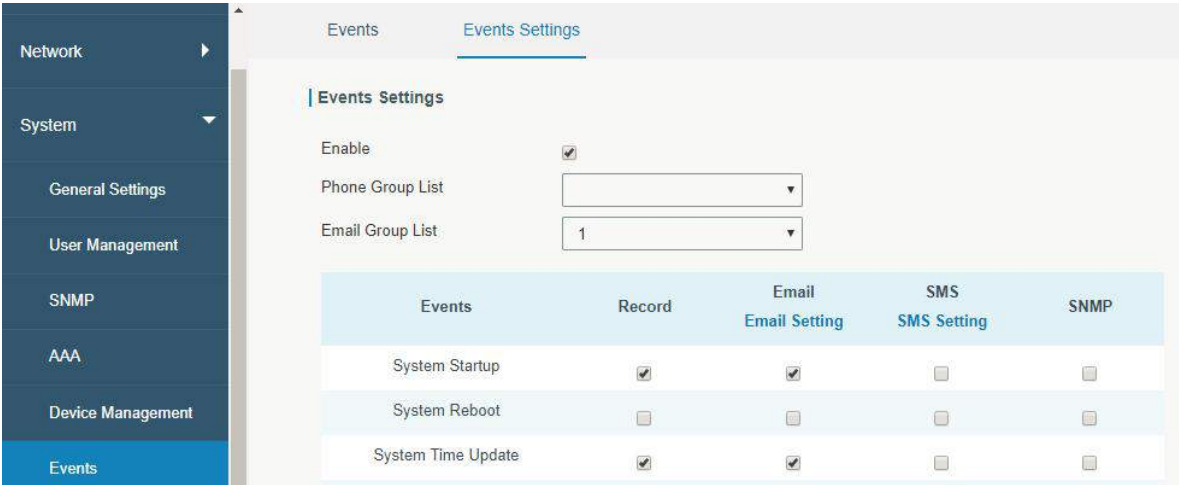 Network
System
General Settings
User Management
SNMP
AAA
Device Management
Events
Events Events Settings
Events Settings
Enable
Phone Group List
Email Group List 1
Events Record Email SMS SNMP
Email Setting SMS Setting
System Startup
System Reboot
System Time Update